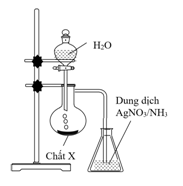 H₂O
Dung dịch
AgNO₃/NH₃
Chất X